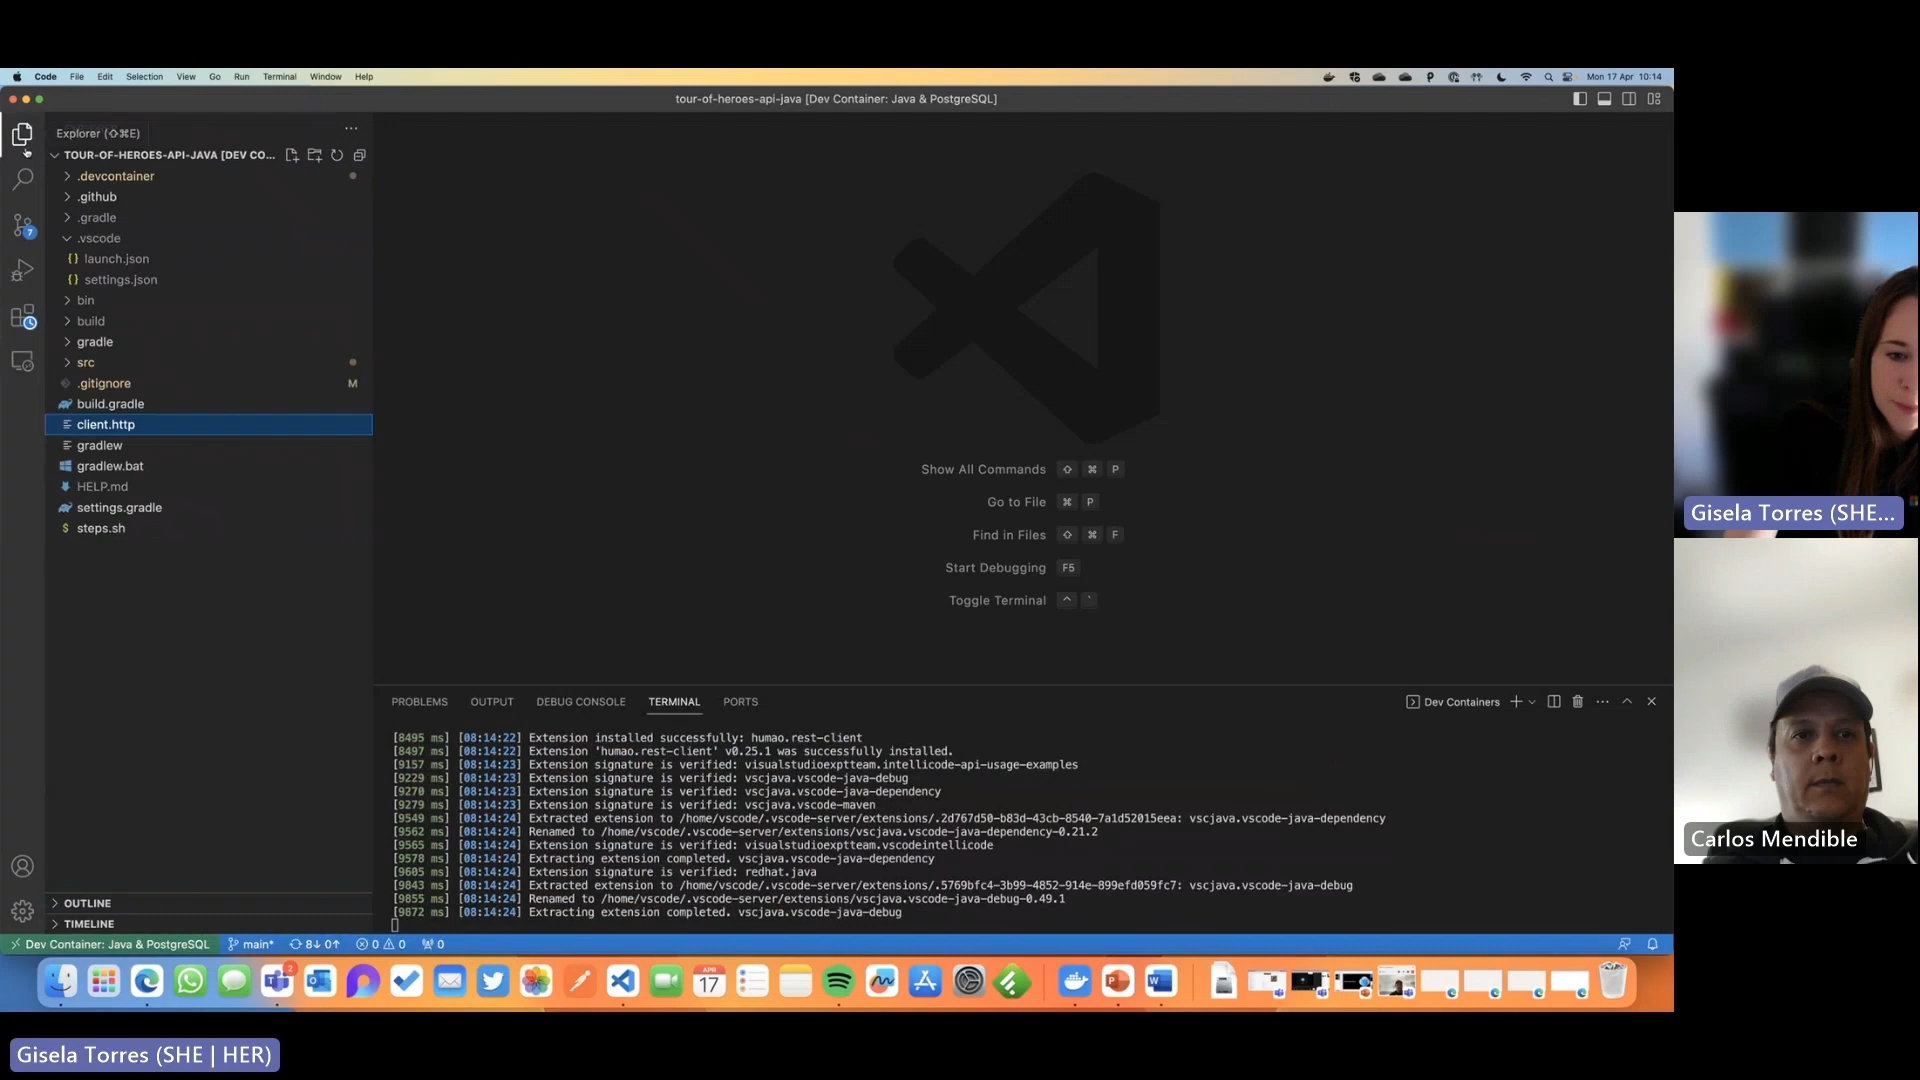 Code File Edit Selection View Go Run Terminal Window Help
Mon 17 Apr 10:14
tour-of-heroes-api-java [Dev Container: Java & PostgreSQL]
Explorer (⇧⌘E)
TOUR-OF-HEROES-API-JAVA [DEV CO...
.devcontainer
.github
.gradle
.vscode
{} launch.json
{} settings.json
bin
build
gradle
src
.gitignore M
build.gradle
client.http
gradlew
gradlew.bat
HELP.md
settings.gradle
$ steps.sh
7
Show All Commands ⇧ ⌘ P
Go to File ⌘ P
Find in Files ⇧ ⌘ F
Start Debugging F5
Toggle Terminal ^ `
PROBLEMS OUTPUT DEBUG CONSOLE TERMINAL PORTS
Dev Containers
[8495 ms] [08:14:22] Extension installed successfully: humao.rest-client
[8497 ms] [08:14:22] Extension 'humao.rest-client' v0.25.1 was successfully installed.
[9157 ms] [08:14:23] Extension signature is verified: visualstudioexptteam.intellicode-api-usage-examples
[9229 ms] [08:14:23] Extension signature is verified: vscjava.vscode-java-debug
[9270 ms] [08:14:23] Extension signature is verified: vscjava.vscode-java-dependency
[9279 ms] [08:14:23] Extension signature is verified: vscjava.vscode-maven
[9549 ms] [08:14:24] Extracted extension to /home/vscode/.vscode-server/extensions/.2d767d50-b83d-43cb-8540-7a1d52015eea: vscjava.vscode-java-dependency
[9562 ms] [08:14:24] Renamed to /home/vscode/.vscode-server/extensions/vscjava.vscode-java-dependency-0.21.2
[9565 ms] [08:14:24] Extension signature is verified: visualstudioexptteam.vscodeintellicode
[9578 ms] [08:14:24] Extracting extension completed. vscjava.vscode-java-dependency
[9605 ms] [08:14:24] Extension signature is verified: redhat.java
[9843 ms] [08:14:24] Extracted extension to /home/vscode/.vscode-server/extensions/.5769bfc4-3b99-4852-914e-899efd059fc7: vscjava.vscode-java-debug
[9855 ms] [08:14:24] Renamed to /home/vscode/.vscode-server/extensions/vscjava.vscode-java-debug-0.49.1
[9872 ms] [08:14:24] Extracting extension completed. vscjava.vscode-java-debug
OUTLINE
TIMELINE
Dev Container: Java & PostgreSQL main* 8↓ 0↑ 0 0 0
2
APR
17
Gisela Torres (SHE...
Carlos Mendible
Gisela Torres (SHE | HER)